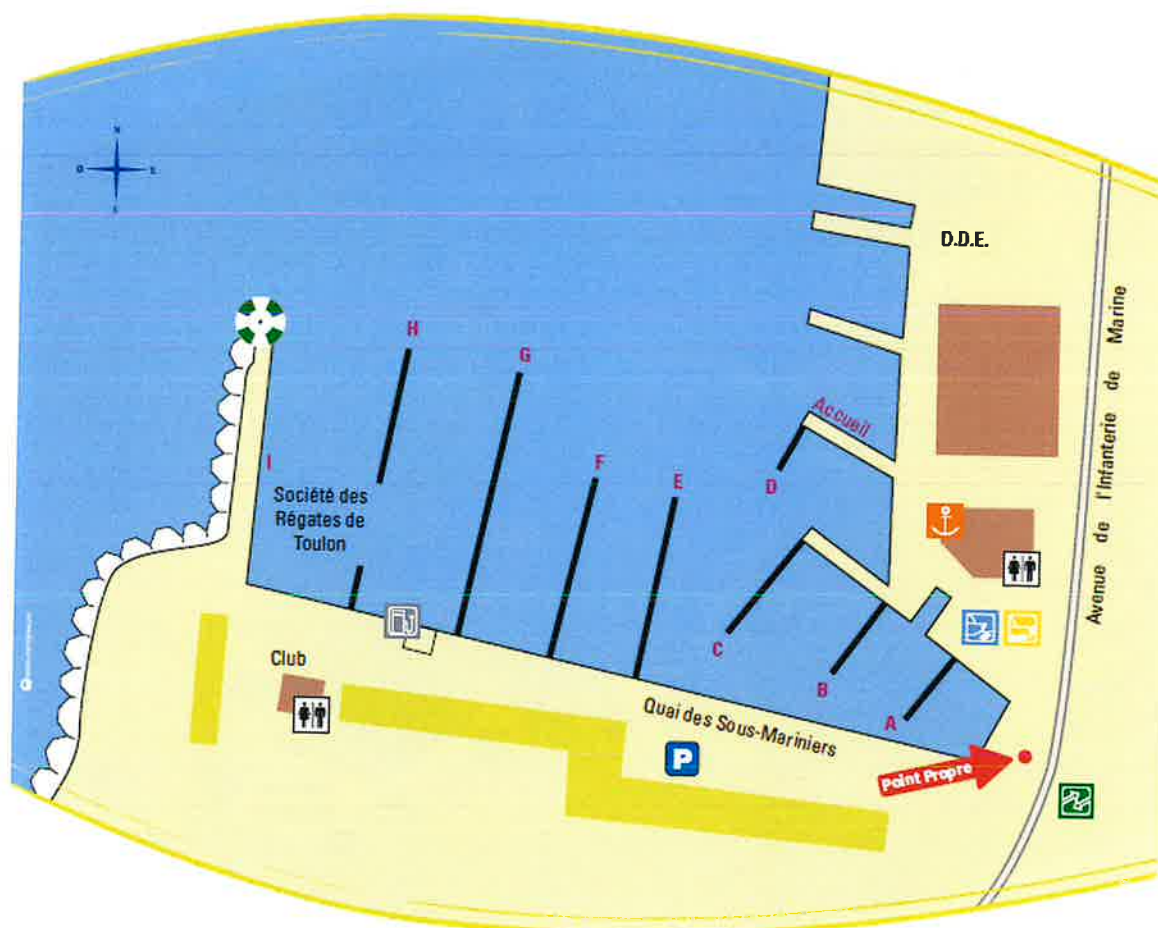 N
O
E
S
D.D.E.
Avenue de l'Infanterie de Marine
H
G
Accueil
I
F
E
D
Société des
Régates de
Toulon
C
B
A
Club
Quai des Sous-Mariniers
P
Point Propre